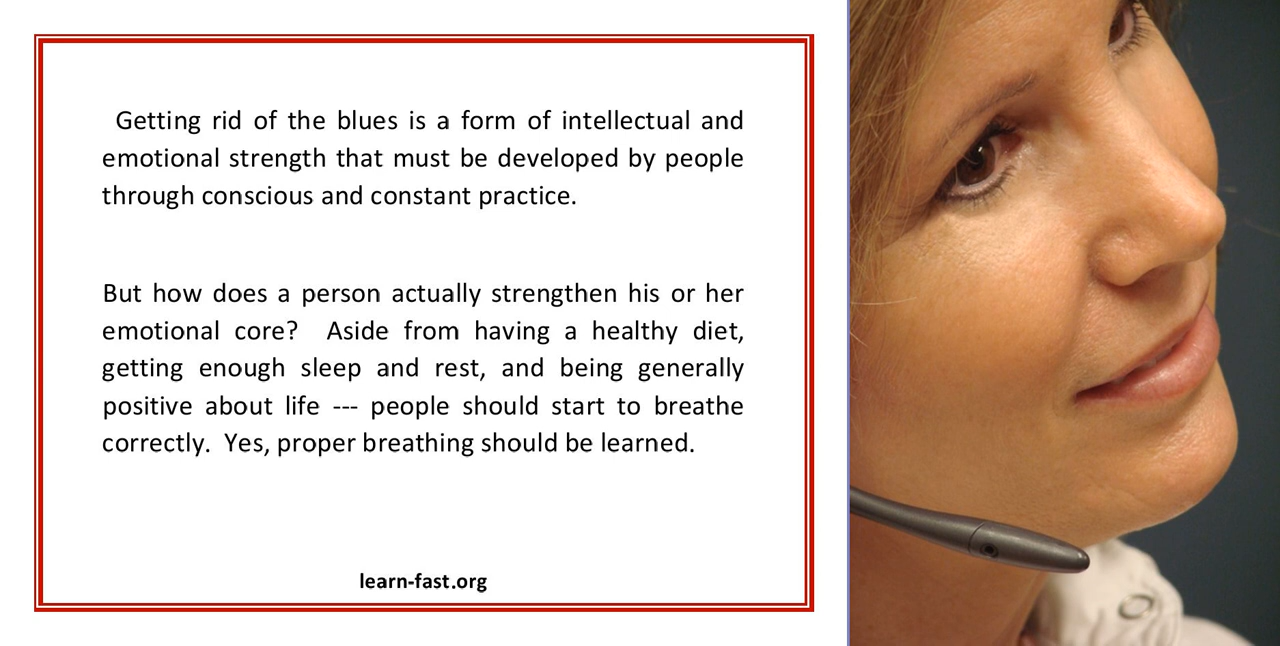 Getting rid of the blues is a form of intellectual and
emotional strength that must be developed by people
through conscious and constant practice.
But how does a person actually strengthen his or her
emotional core?  Aside from having a healthy diet,
getting enough sleep and rest, and being generally
positive about life --- people should start to breathe
correctly.  Yes, proper breathing should be learned.
learn-fast.org